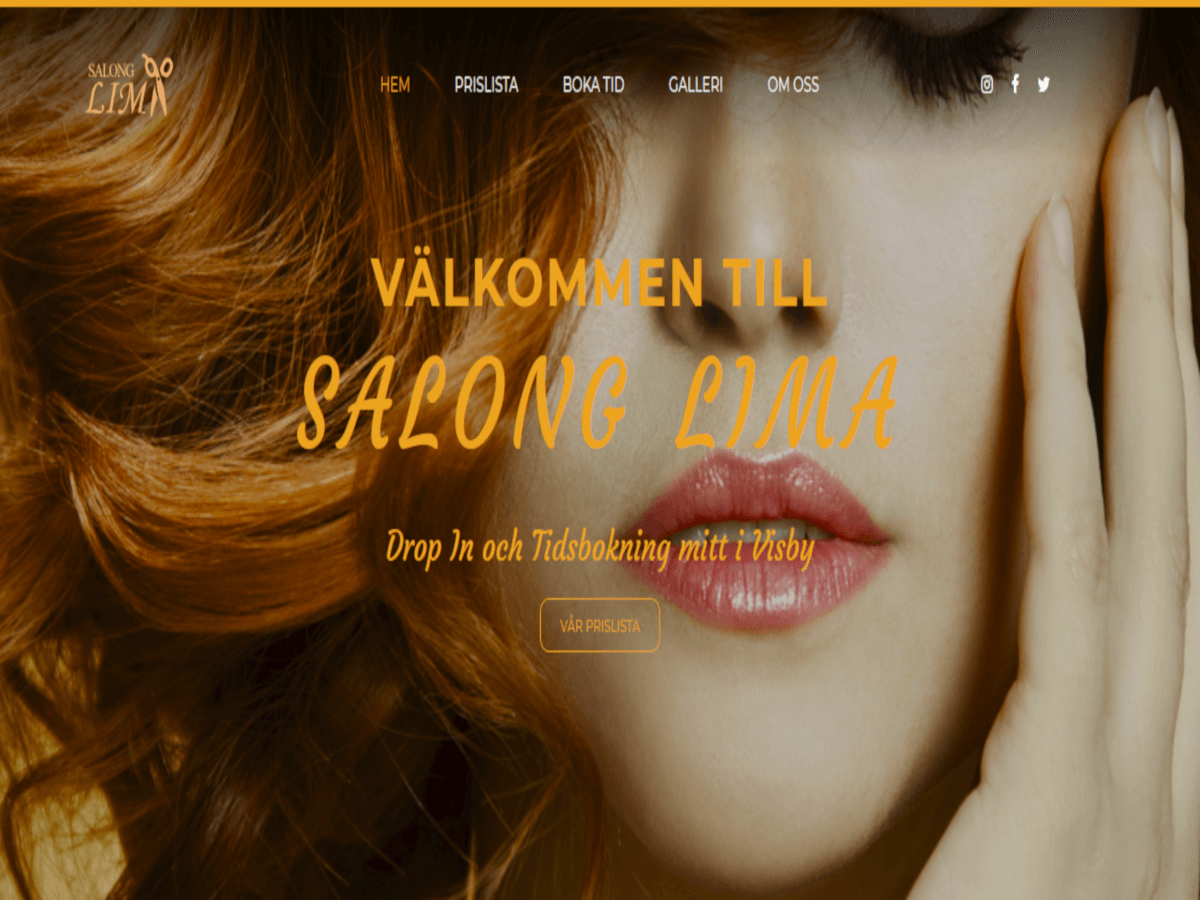 SALONG
LIMA
HEM PRISLISTA BOKA TID GALLERI OM OSS
VÄLKOMMEN TILL
SALONG LIMA
Drop In och Tidsbokning mitt i Visby
VÅR PRISLISTA